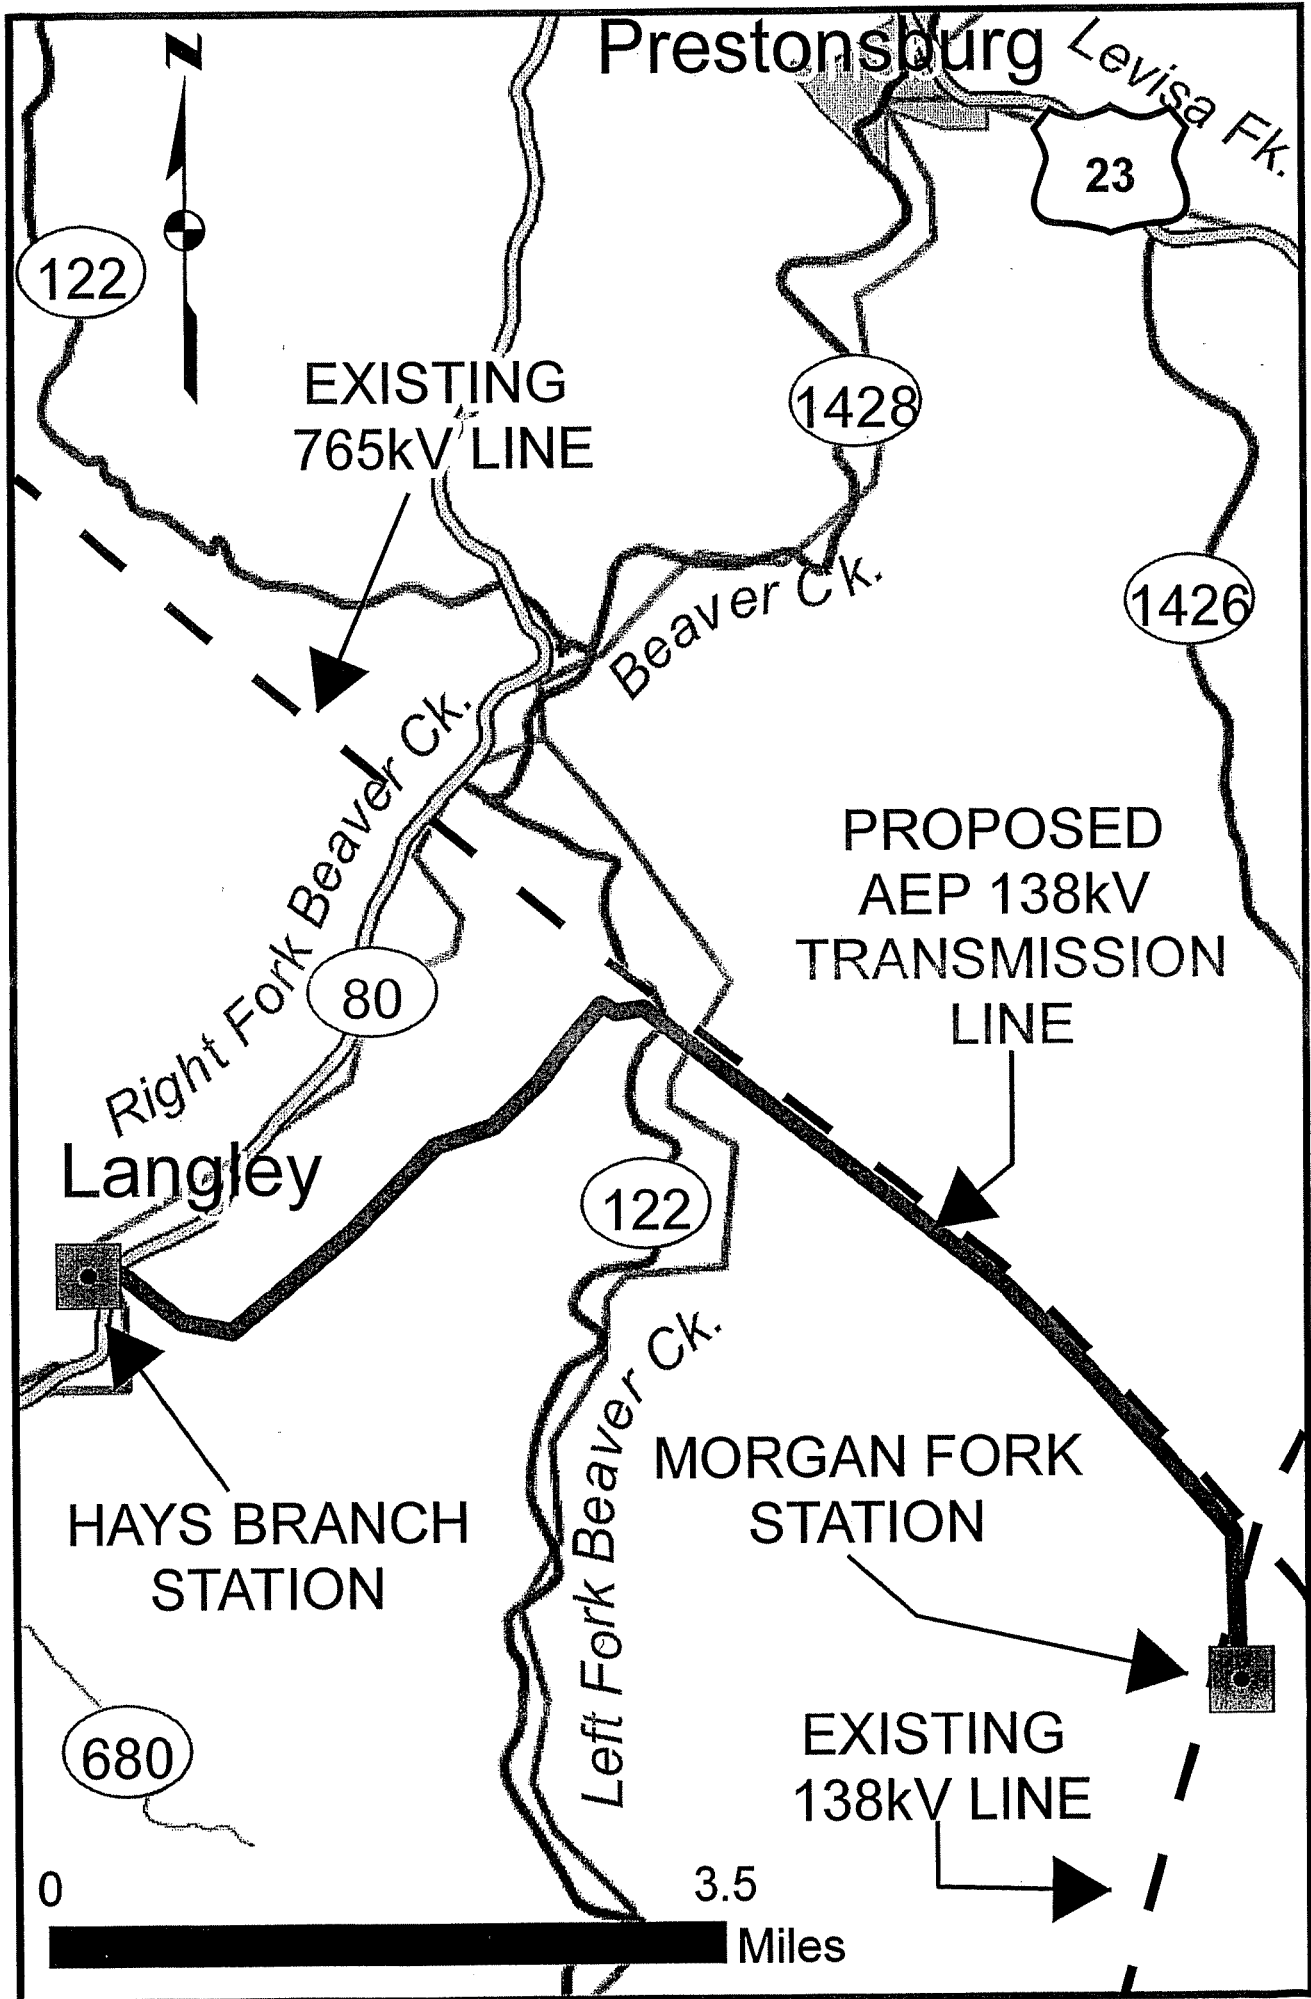 Prestonsburg
N
Levisa Fk.
23
122
EXISTING
765kV LINE
1428
Beaver Ck.
1426
Right Fork Beaver Ck.
PROPOSED
AEP 138kV
TRANSMISSION
LINE
80
Langley
122
Left Fork Beaver Ck.
MORGAN FORK
STATION
HAYS BRANCH
STATION
680
EXISTING
138kV LINE
0
3.5
Miles